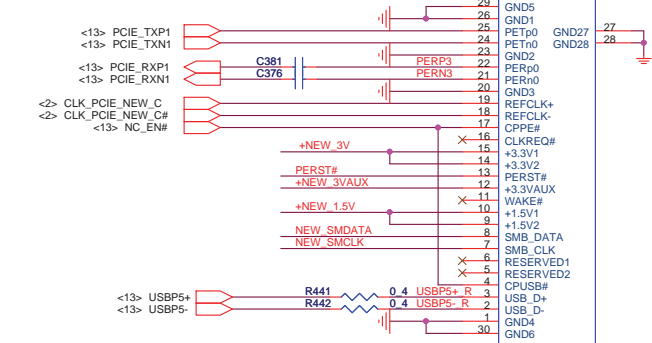 29 GND5
26 GND1
<13> PCIE_TXP1 25 PETp0 GND27 27
<13> PCIE_TXN1 24 PETn0 GND28 28
23 GND2
<13> PCIE_RXP1 C381 PERP3 22 PERp0
<13> PCIE_RXN1 C376 PERN3 21 PERn0
20 GND3
<2> CLK_PCIE_NEW_C 19 REFCLK+
<2> CLK_PCIE_NEW_C# 18 REFCLK-
<13> NC_EN# 17 CPPE#
16 CLKREQ#
+NEW_3V 15 +3.3V1
14 +3.3V2
PERST# 13 PERST#
+NEW_3VAUX 12 +3.3VAUX
11 WAKE#
+NEW_1.5V 10 +1.5V1
9 +1.5V2
NEW_SMDATA 8 SMB_DATA
NEW_SMCLK 7 SMB_CLK
6 RESERVED1
5 RESERVED2
4 CPUSB#
<13> USBP5+ R441 0_4 USBP5+_R 3 USB_D+
<13> USBP5- R442 0_4 USBP5-_R 2 USB_D-
1 GND4
30 GND6